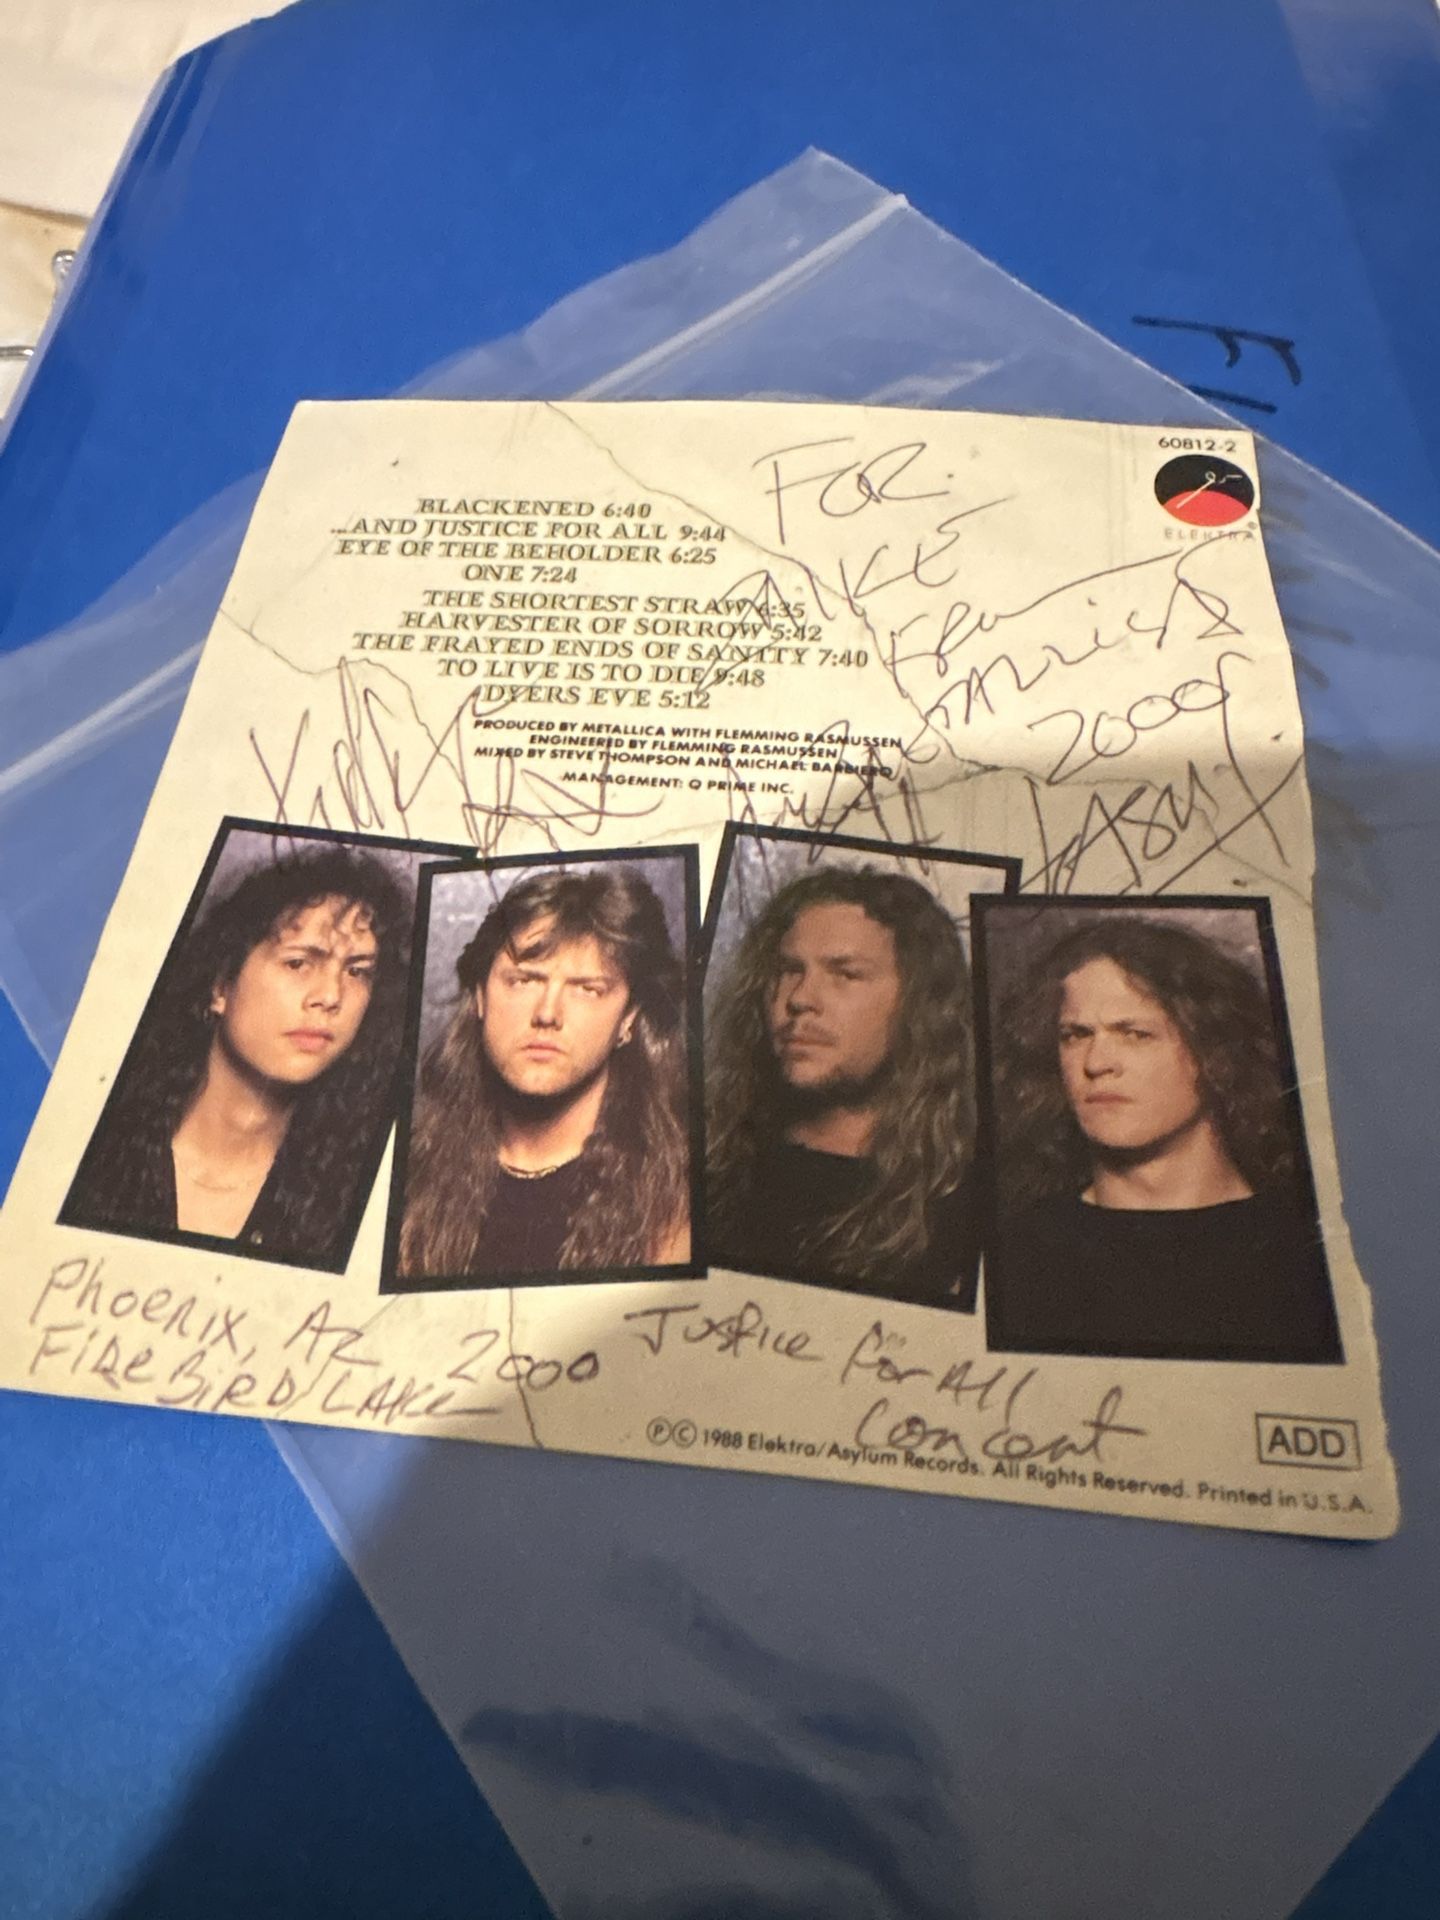 60812-2
ELEKTRA
BLACKENED 6:40
...AND JUSTICE FOR ALL 9:44
EYE OF THE BEHOLDER 6:25
ONE 7:24
THE SHORTEST STRAW 6:35
HARVESTER OF SORROW 5:42
THE FRAYED ENDS OF SANITY 7:40
TO LIVE IS TO DIE 9:48
DYERS EVE 5:12
PRODUCED BY METALLICA WITH FLEMMING RASMUSSEN
ENGINEERED BY FLEMMING RASMUSSEN
MIXED BY STEVE THOMPSON AND MICHAEL BARBIERO
MANAGEMENT: Q PRIME INC.
FOR
MIKE
2000
Phoenix, AZ 2000
FIREBIRD LAKE
Justice for All
Concert
ⓅⒸ 1988 Elektra/Asylum Records. All Rights Reserved. Printed in U.S.A.
ADD